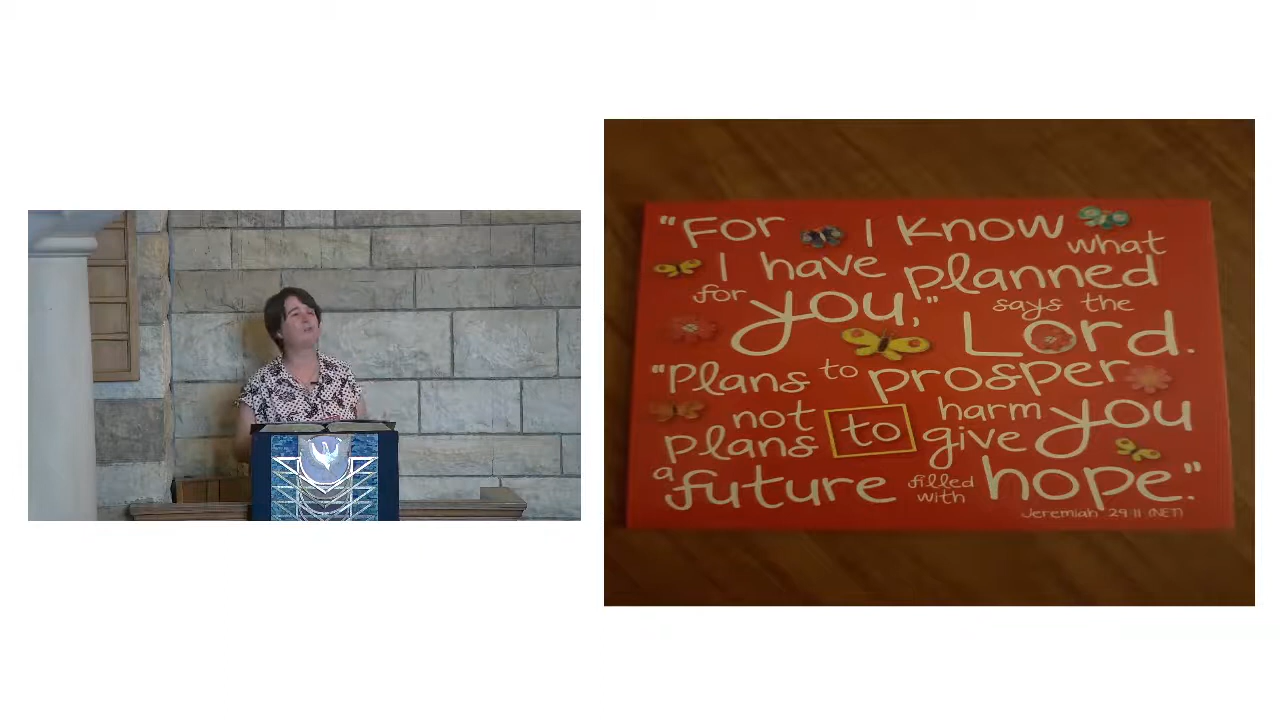 "For I know what
I have planned
for you," says the
Lord.
"Plans to prosper
not harm you
plans to give
a future filled with hope."
Jeremiah 29:11 (NET)